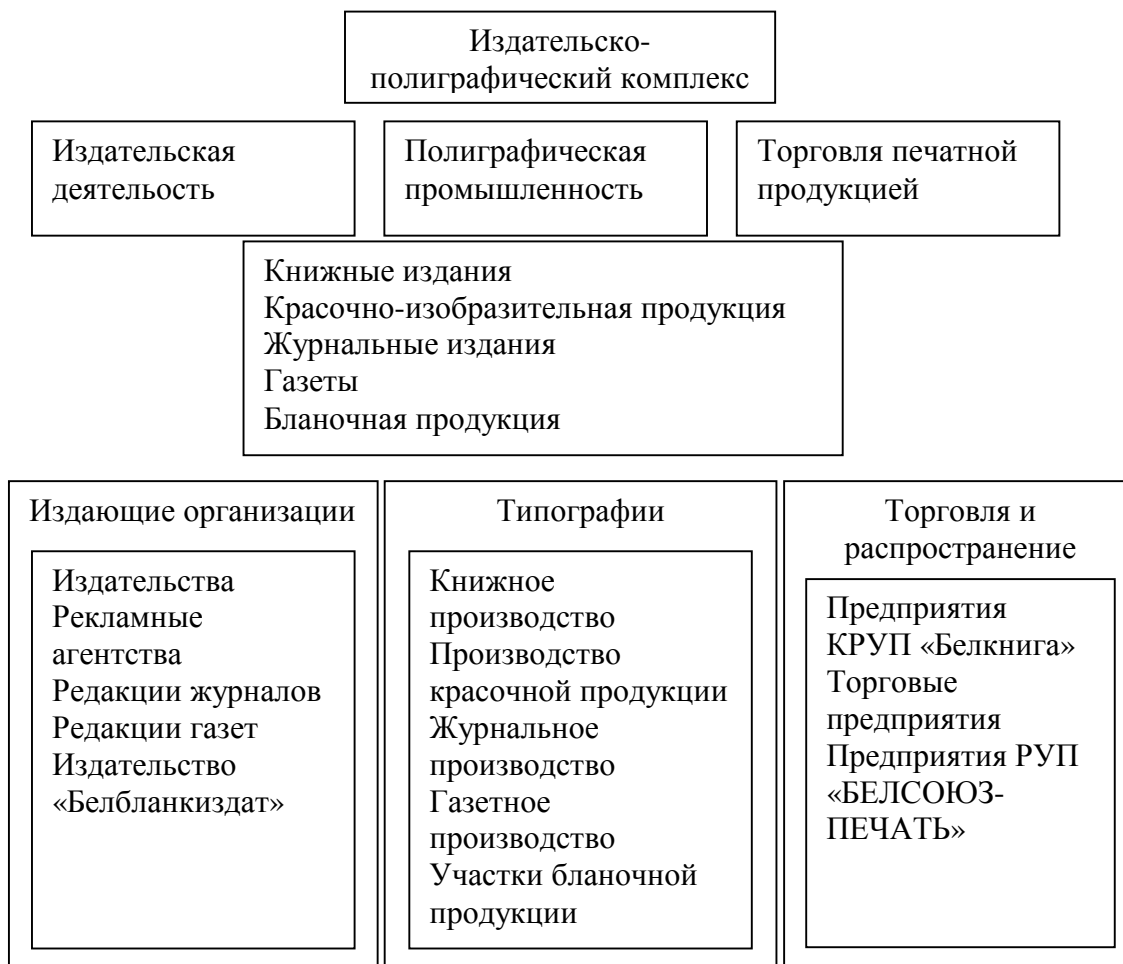 Издательско-
полиграфический комплекс
Издательская
деятельость
Полиграфическая
промышленность
Торговля печатной
продукцией
Книжные издания
Красочно-изобразительная продукция
Журнальные издания
Газеты
Бланочная продукция
Издающие организации
Издательства
Рекламные
агентства
Редакции журналов
Редакции газет
Издательство
«Белбланкиздат»
Типографии
Книжное
производство
Производство
красочной продукции
Журнальное
производство
Газетное
производство
Участки бланочной
продукции
Торговля и
распространение
Предприятия
КРУП «Белкнига»
Торговые
предприятия
Предприятия РУП
«БЕЛСОЮЗ-
ПЕЧАТЬ»